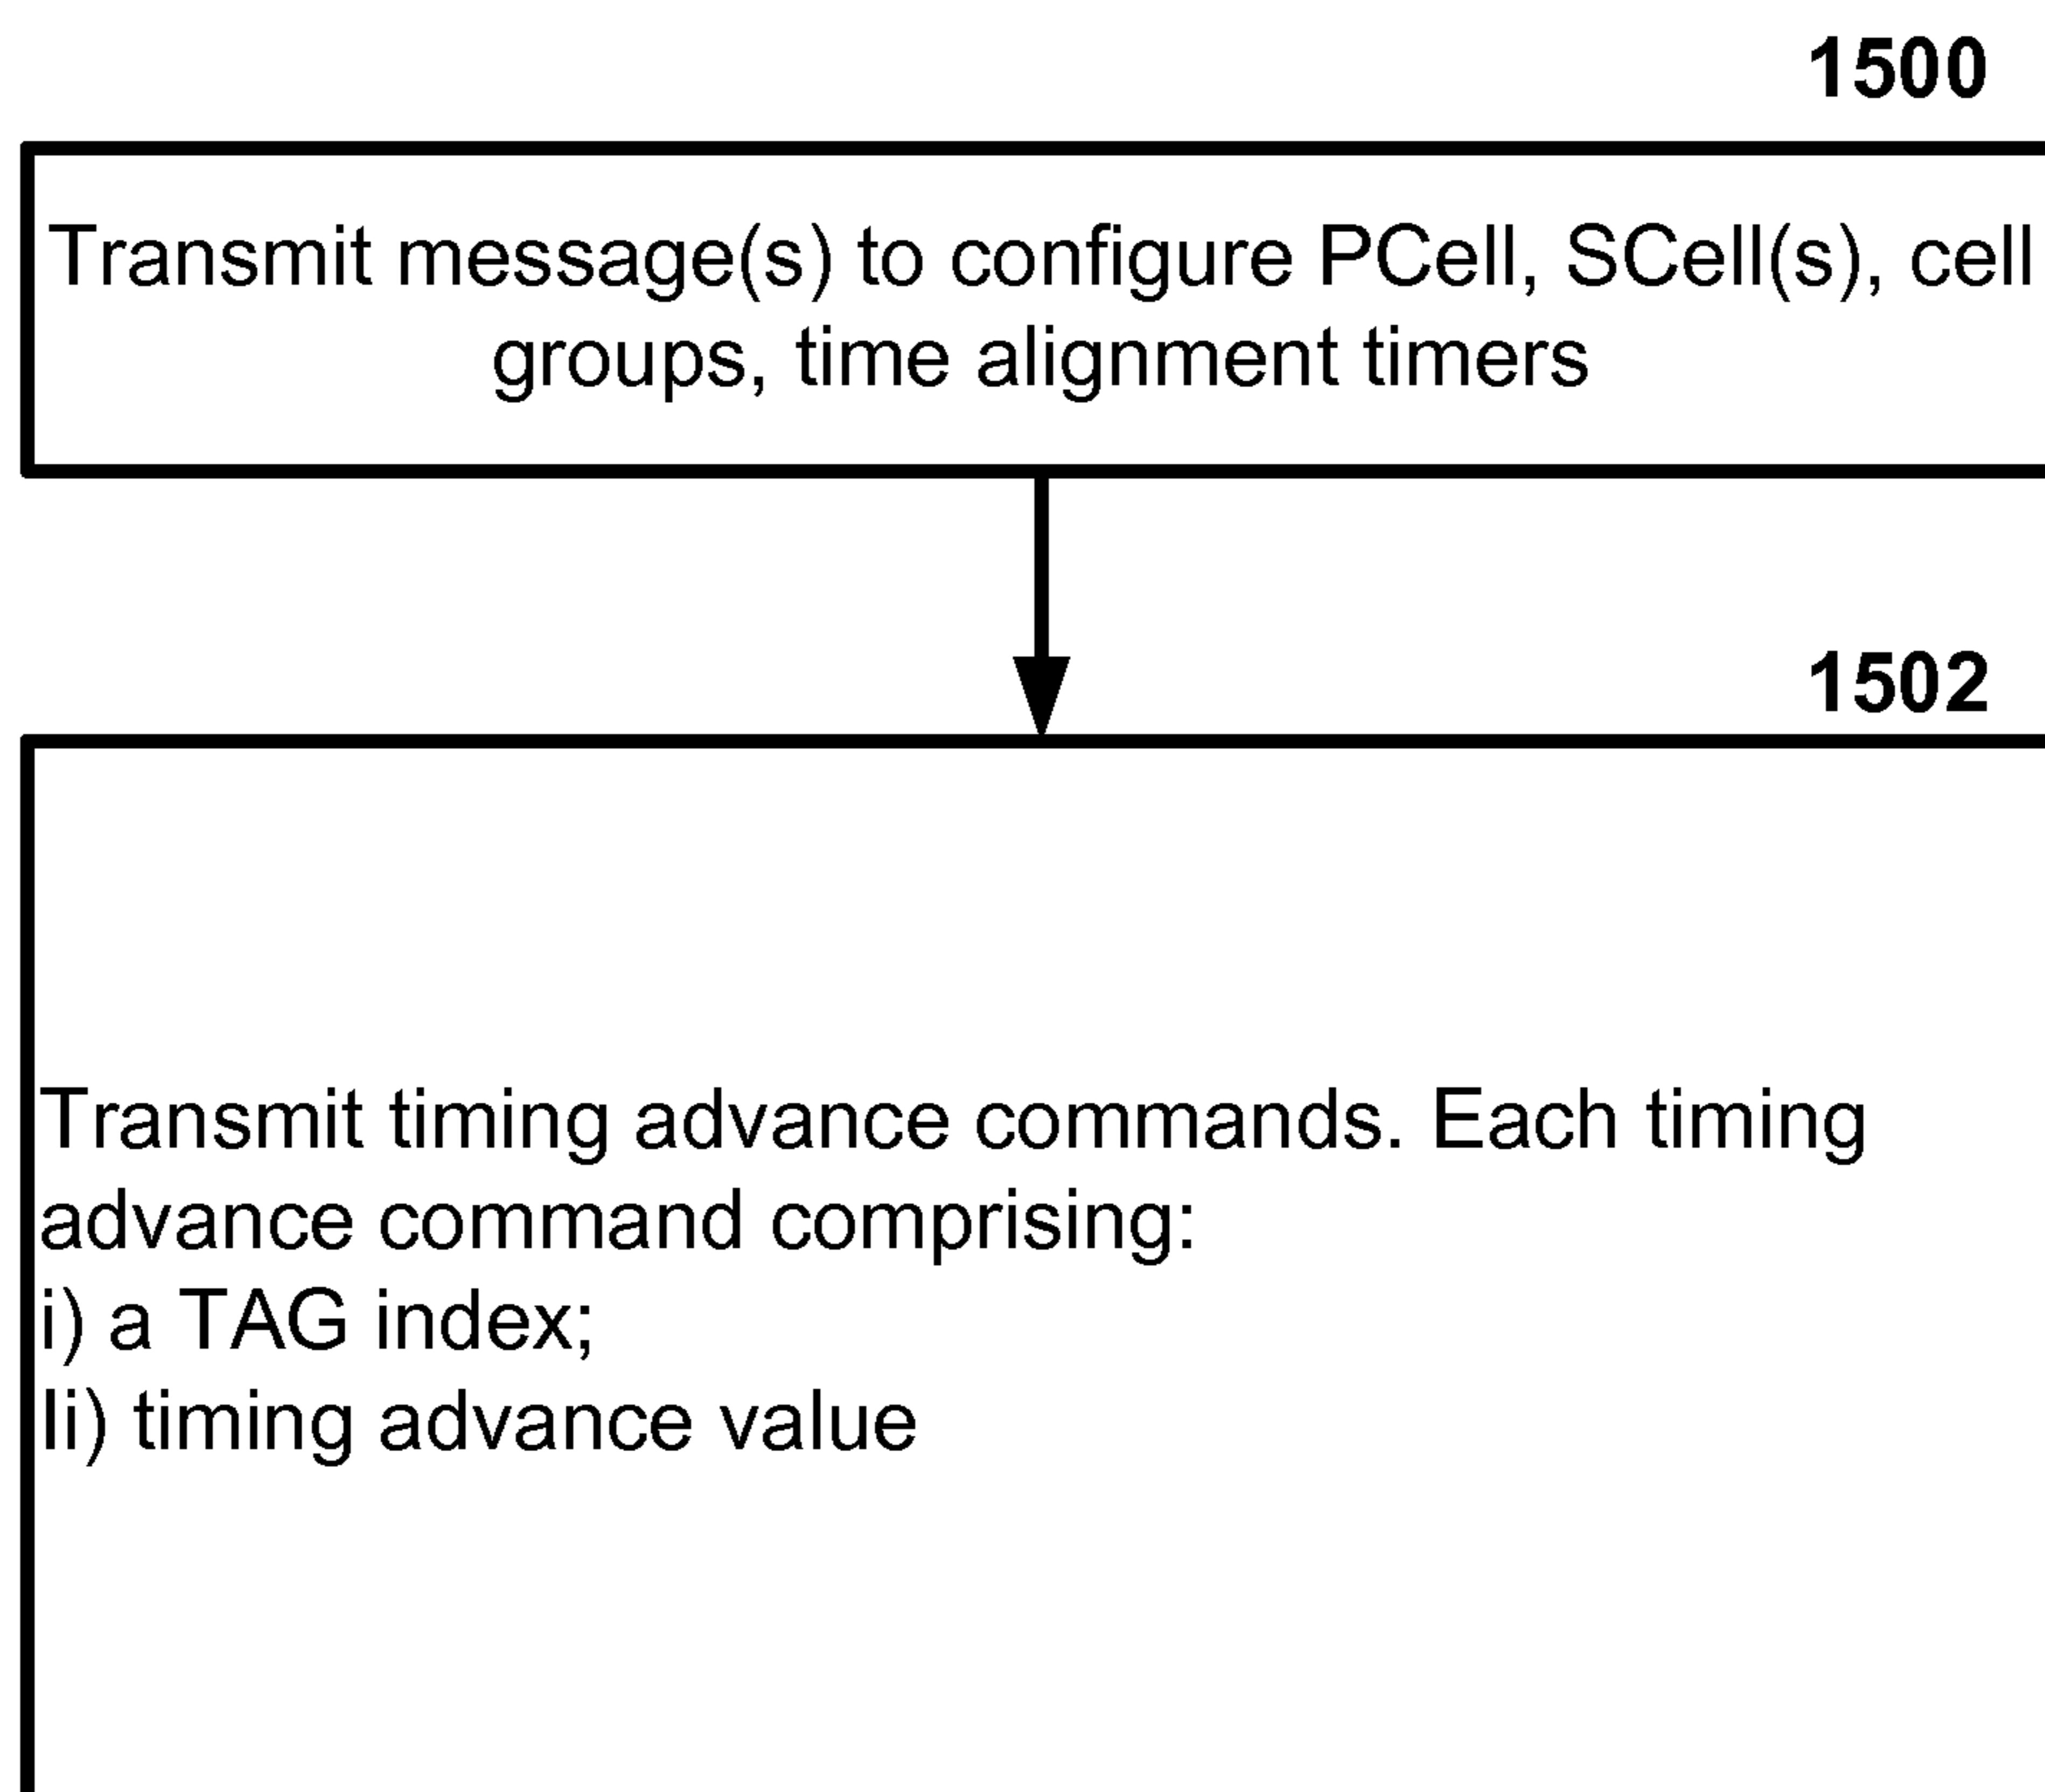 1500
Transmit message(s) to configure PCell, SCell(s), cell
groups, time alignment timers
1502
Transmit timing advance commands. Each timing
advance command comprising:
i) a TAG index;
Ii) timing advance value